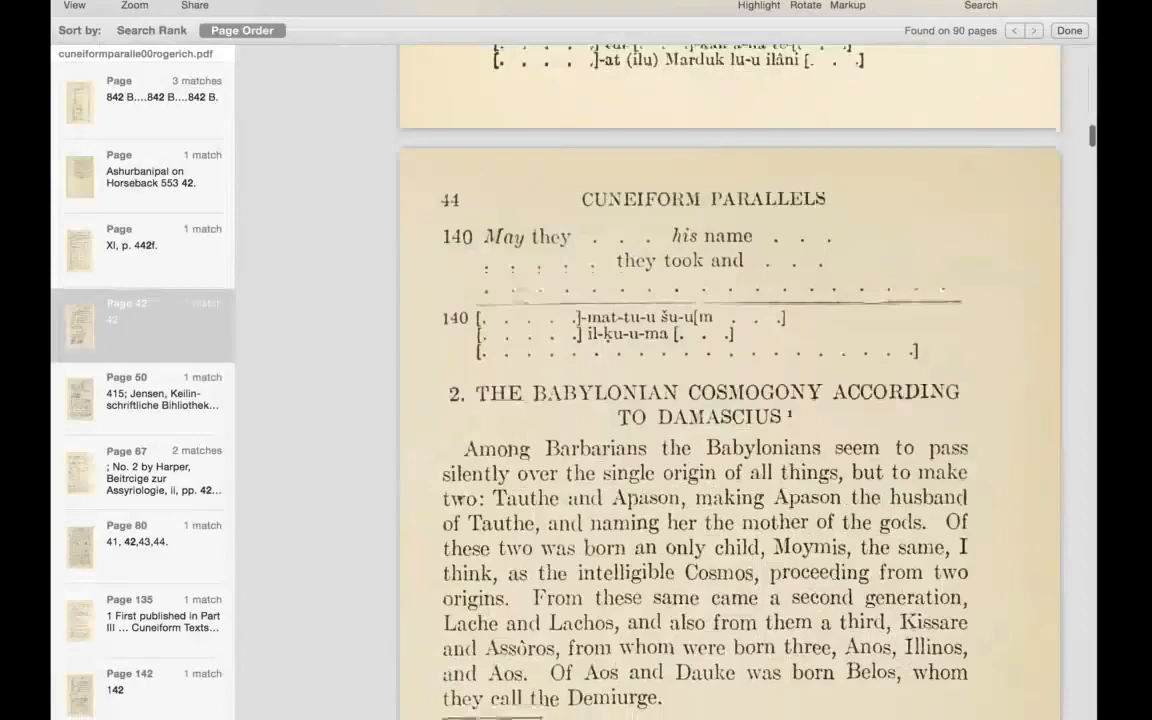 View
Zoom
Share
Highlight
Rotate
Markup
Search
Sort by:
Search Rank
Page Order
Found on 90 pages
<
>
Done
cuneiformparalle00rogerich.pdf
Page
3 matches
842 B....842 B....842 B.
Page
1 match
Ashurbanipal on
Horseback 553 42.
Page
1 match
XI, p. 442f.
Page 42
1 match
42
Page 50
1 match
415; Jensen, Keilin-
schriftliche Bibliothek...
Page 67
2 matches
; No. 2 by Harper,
Beitrcige zur
Assyriologie, ii, pp. 42...
Page 80
1 match
41, 42,43,44.
Page 135
1 match
1 First published in Part
III ... Cuneiform Texts...
Page 142
1 match
142
[. . . . .]-at (ilu) Marduk lu-u ilâni [. . .]
44 CUNEIFORM PARALLELS
140 May they . . . his name . . .
. . . . . they took and . . .
. . . . . . . . . . . . . . . . . .
140 [. . . . .]-mat-tu-u šu-u[m . . .]
[. . . . .] il-ḳu-u-ma [. . .]
[. . . . . . . . . . . . . . . . .]
2. THE BABYLONIAN COSMOGONY ACCORDING
TO DAMASCIUS ¹
Among Barbarians the Babylonians seem to pass
silently over the single origin of all things, but to make
two: Tauthe and Apason, making Apason the husband
of Tauthe, and naming her the mother of the gods. Of
these two was born an only child, Moymis, the same, I
think, as the intelligible Cosmos, proceeding from two
origins. From these same came a second generation,
Lache and Lachos, and also from them a third, Kissare
and Assôros, from whom were born three, Anos, Illinos,
and Aos. Of Aos and Dauke was born Belos, whom
they call the Demiurge.